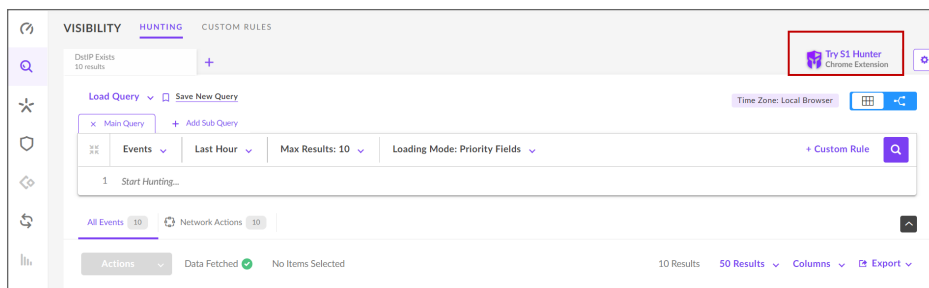 VISIBILITY HUNTING CUSTOM RULES
DstIP Exists
10 results
+
Try S1 Hunter
Chrome Extension
Load Query Save New Query
Time Zone: Local Browser
× Main Query + Add Sub Query
Events Last Hour Max Results: 10 Loading Mode: Priority Fields + Custom Rule
1 Start Hunting...
All Events 10 Network Actions 10
Actions Data Fetched No Items Selected 10 Results 50 Results Columns Export